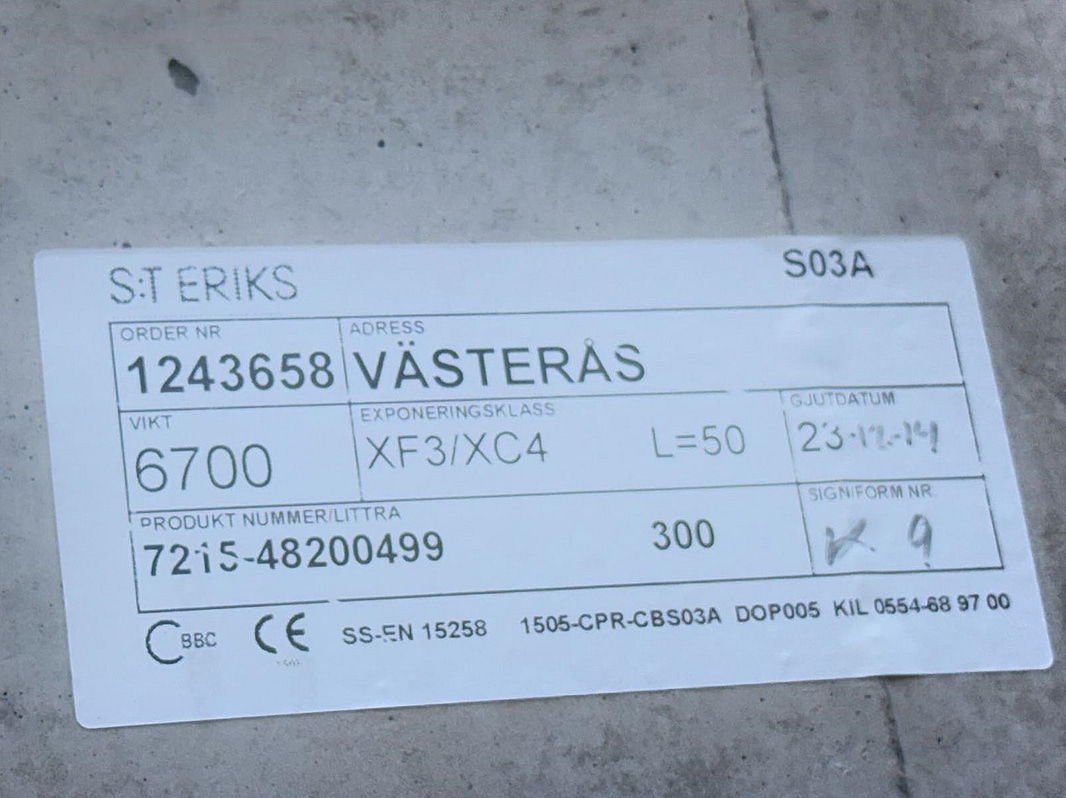 S:T ERIKS S03A
ORDER NR ADRESS
1243658 VÄSTERÅS
VIKT EXPONERINGSKLASS GJUTDATUM
6700 XF3/XC4 L=50 23-12-14
PRODUKT NUMMER/LITTRA SIGN/FORM NR.
7215-48200499 300 K 9
CBBC CE SS-EN 15258 1505-CPR-CBS03A DOP005 KIL 0554-68 97 00